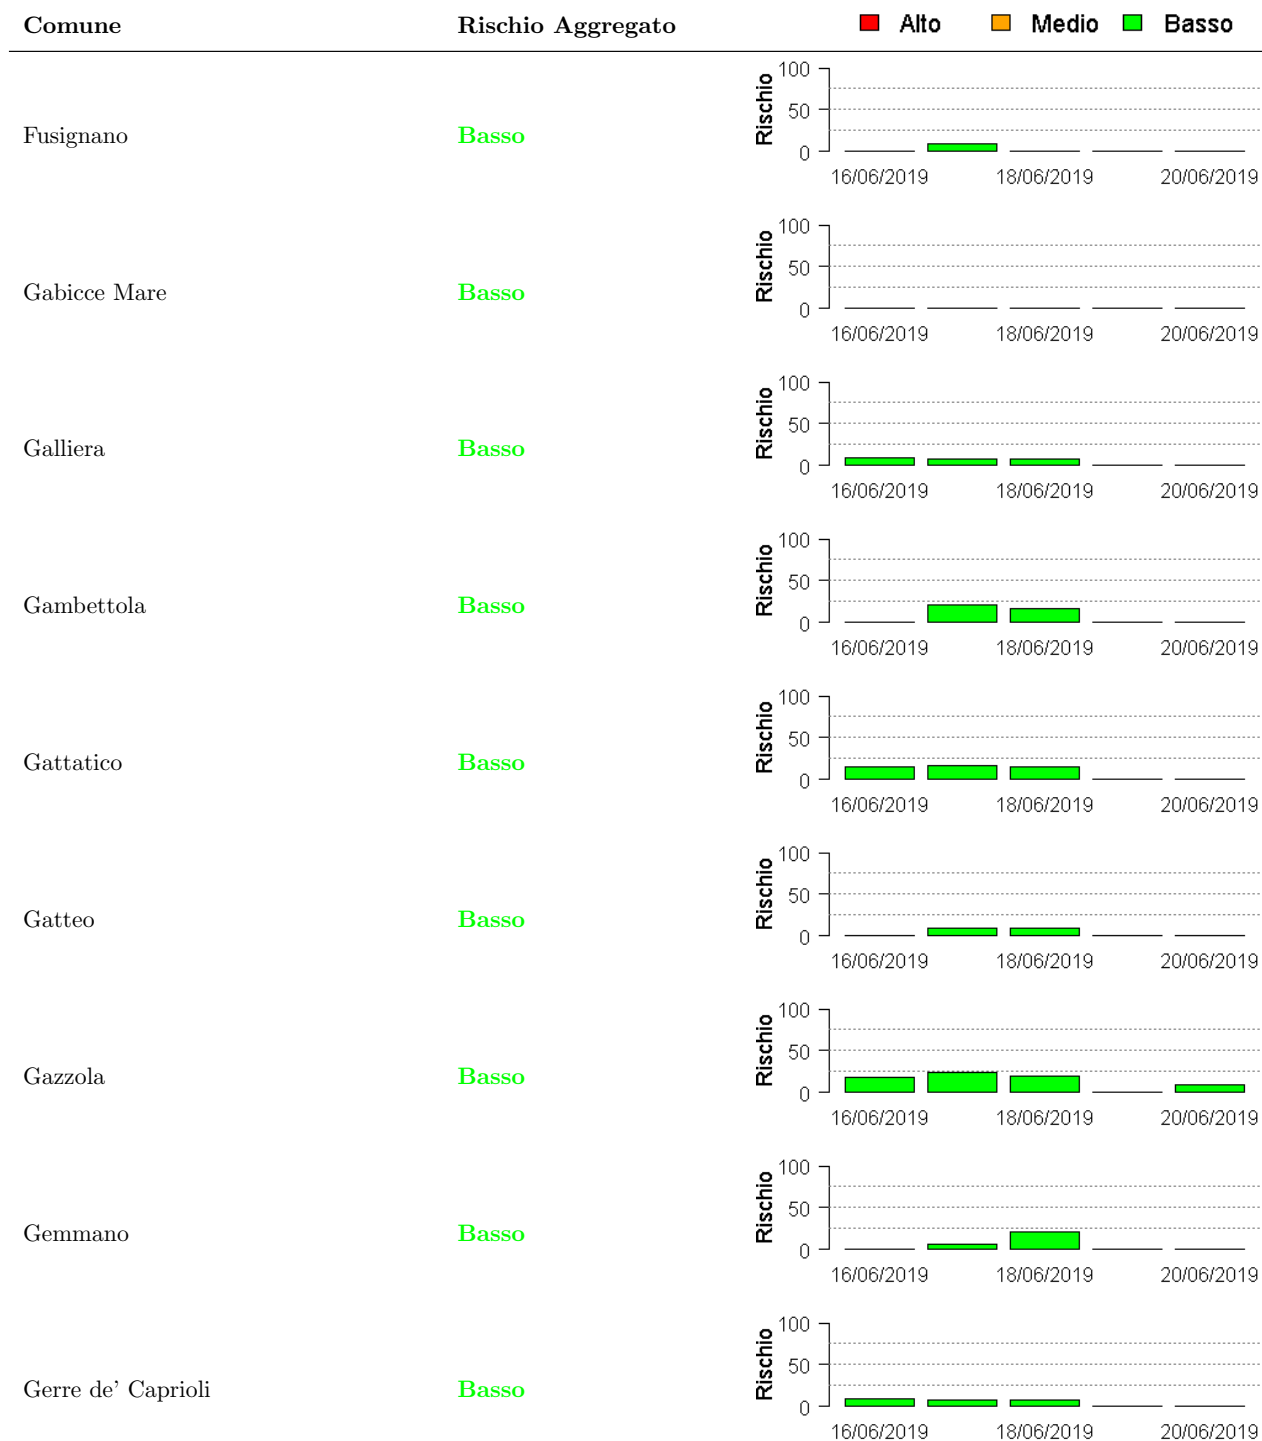 Comune Rischio Aggregato Alto Medio Basso
100
50
0
Rischio
Fusignano Basso
16/06/2019 18/06/2019 20/06/2019
100
50
0
Rischio
Gabicce Mare Basso
16/06/2019 18/06/2019 20/06/2019
100
50
0
Rischio
Galliera Basso
16/06/2019 18/06/2019 20/06/2019
100
50
0
Rischio
Gambettola Basso
16/06/2019 18/06/2019 20/06/2019
100
50
0
Rischio
Gattatico Basso
16/06/2019 18/06/2019 20/06/2019
100
50
0
Rischio
Gatteo Basso
16/06/2019 18/06/2019 20/06/2019
100
50
0
Rischio
Gazzola Basso
16/06/2019 18/06/2019 20/06/2019
100
50
0
Rischio
Gemmano Basso
16/06/2019 18/06/2019 20/06/2019
100
50
0
Rischio
Gerre de' Caprioli Basso
16/06/2019 18/06/2019 20/06/2019